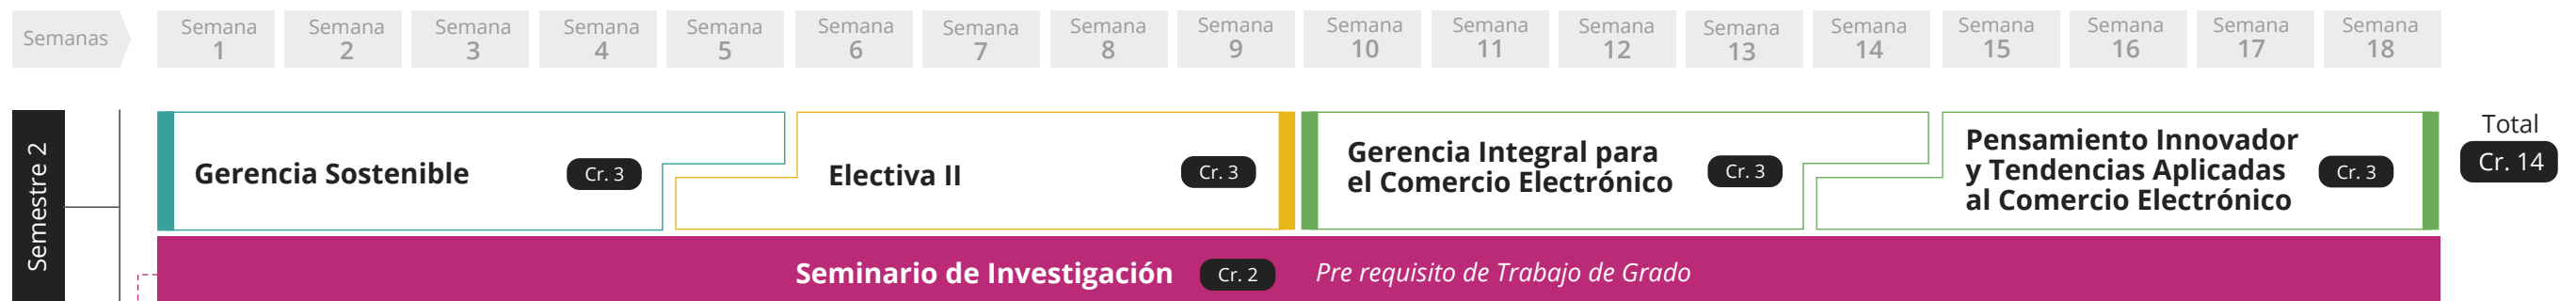 Semanas
Semana
1
Semana
2
Semana
3
Semana
4
Semana
5
Semana
6
Semana
7
Semana
8
Semana
9
Semana
10
Semana
11
Semana
12
Semana
13
Semana
14
Semana
15
Semana
16
Semana
17
Semana
18
Semestre 2
Gerencia Sostenible
Cr. 3
Electiva II
Cr. 3
Gerencia Integral para
el Comercio Electrónico
Cr. 3
Pensamiento Innovador
y Tendencias Aplicadas
al Comercio Electrónico
Cr. 3
Total
Cr. 14
Seminario de Investigación
Cr. 2
Pre requisito de Trabajo de Grado